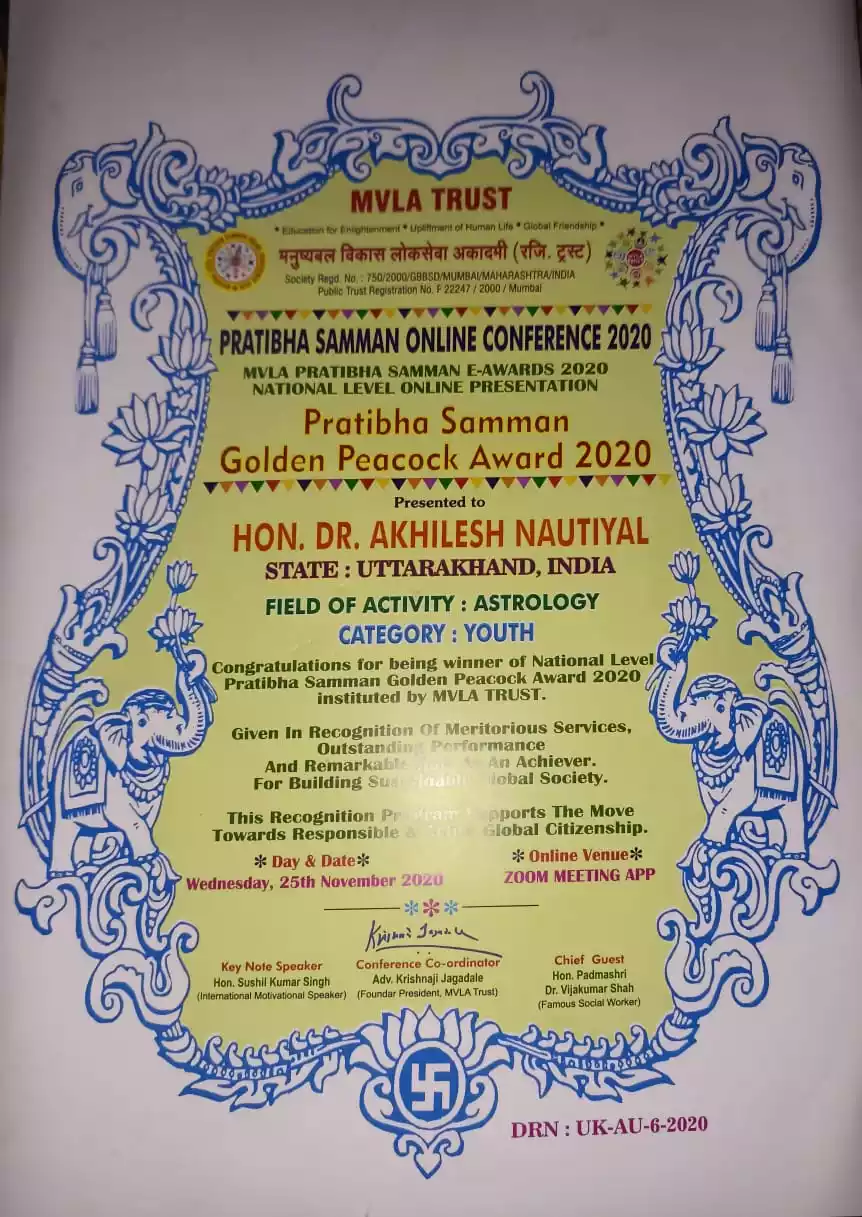 MVLA TRUST
* Education for Enlightenment * Upliftment of Human Life * Global Friendship *
मनुष्यबल विकास लोकसेवा अकादमी (रजि. ट्रस्ट)
Society Regd. No. : 750/2000/GBBSD/MUMBAI/MAHARASHTRA/INDIA
Public Trust Registration No. F 22247 / 2000 / Mumbai
PRATIBHA SAMMAN ONLINE CONFERENCE 2020
MVLA PRATIBHA SAMMAN E-AWARDS 2020
NATIONAL LEVEL ONLINE PRESENTATION
Pratibha Samman
Golden Peacock Award 2020
Presented to
HON. DR. AKHILESH NAUTIYAL
STATE : UTTARAKHAND, INDIA
FIELD OF ACTIVITY : ASTROLOGY
CATEGORY : YOUTH
Congratulations for being winner of National Level
Pratibha Samman Golden Peacock Award 2020
instituted by MVLA TRUST.
Given In Recognition Of Meritorious Services,
Outstanding Performance
And Remarkable An Achiever.
For Building Sustainable Global Society.
This Recognition Program Supports The Move
Towards Responsible & Global Citizenship.
* Day & Date*
Wednesday, 25th November 2020
* Online Venue*
ZOOM MEETING APP
Key Note Speaker
Hon. Sushil Kumar Singh
(International Motivational Speaker)
Conference Co-ordinator
Adv. Krishnaji Jagadale
(Foundar President, MVLA Trust)
Chief Guest
Hon. Padmashri
Dr. Vijakumar Shah
(Famous Social Worker)
DRN : UK-AU-6-2020